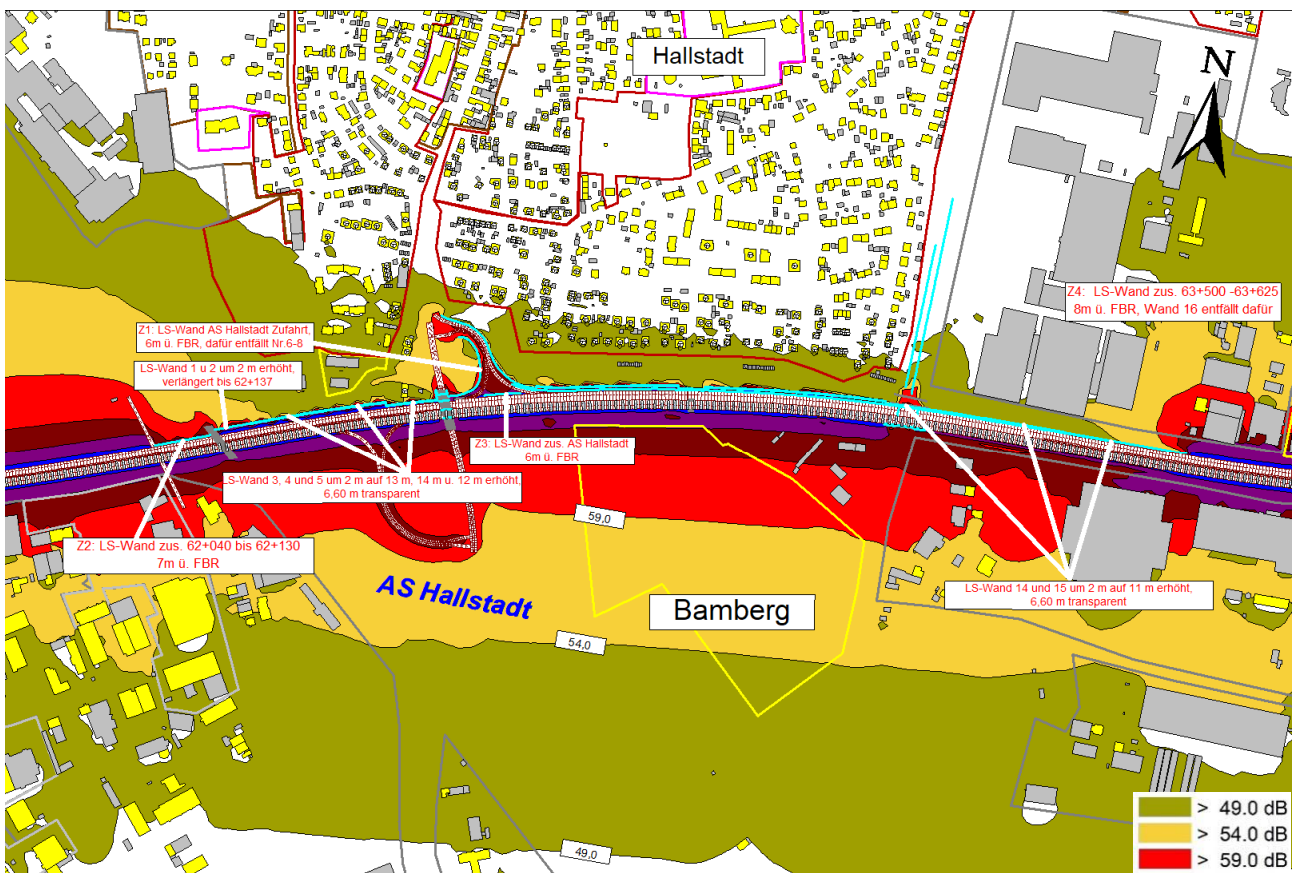 Hallstadt
N
Z4: LS-Wand zus. 63+500 -63+625
8m ü. FBR, Wand 16 entfällt dafür
Z1: LS-Wand AS Hallstadt Zufahrt,
6m ü. FBR, dafür entfällt Nr.6-8
LS-Wand 1 u 2 um 2 m erhöht,
verlängert bis 62+137
Z3: LS-Wand zus. AS Hallstadt
6m ü. FBR
LS-Wand 3, 4 und 5 um 2 m auf 13 m, 14 m u. 12 m erhöht,
6,60 m transparent
59,0
Z2: LS-Wand zus. 62+040 bis 62+130
7m ü. FBR
AS Hallstadt
Bamberg
LS-Wand 14 und 15 um 2 m auf 11 m erhöht,
6,60 m transparent
54,0
49,0
> 49.0 dB
> 54.0 dB
> 59.0 dB